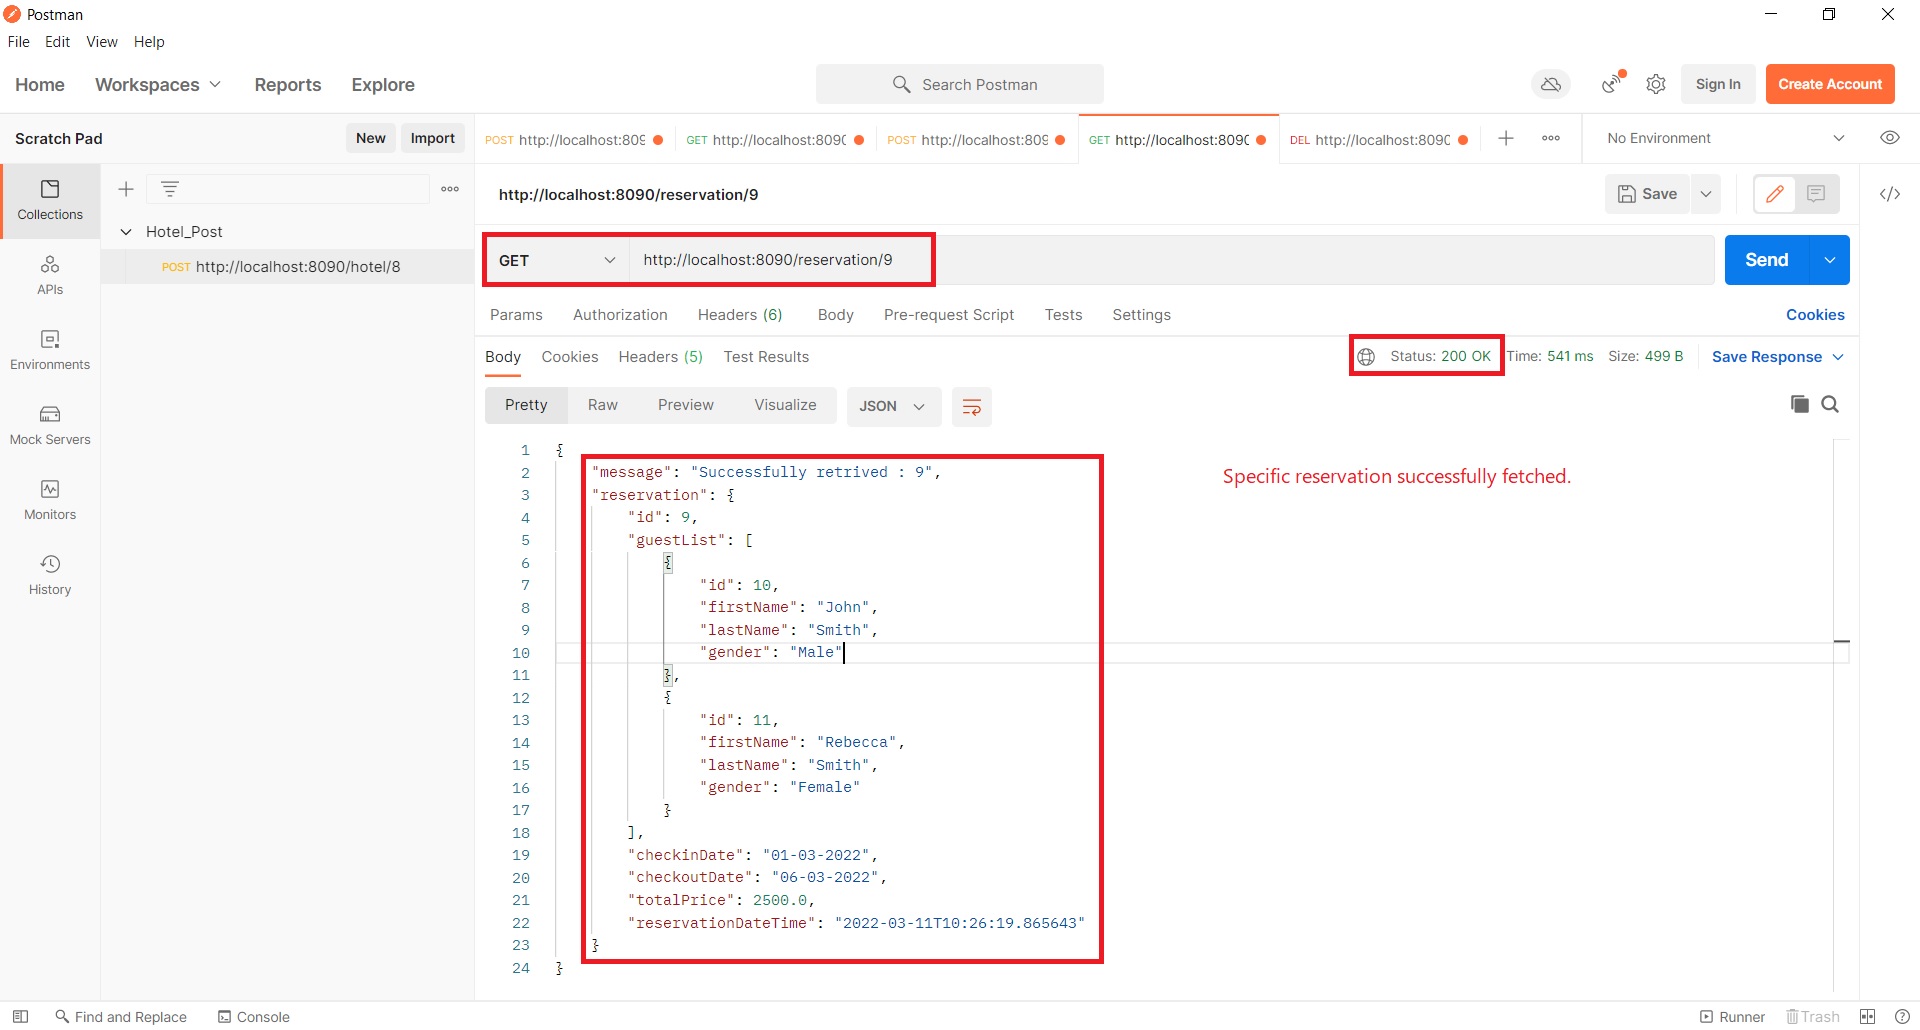 Postman
File Edit View Help
Home Workspaces Reports Explore Search Postman Sign In Create Account
Scratch Pad New Import POST http://localhost:809 GET http://localhost:809 POST http://localhost:809 GET http://localhost:809 DEL http://localhost:809 No Environment
Collections
APIs
Environments
Mock Servers
Monitors
History
Hotel_Post
POST http://localhost:8090/hotel/8
http://localhost:8090/reservation/9 Save
GET http://localhost:8090/reservation/9 Send
Params Authorization Headers (6) Body Pre-request Script Tests Settings Cookies
Body Cookies Headers (5) Test Results Status: 200 OK Time: 541 ms Size: 499 B Save Response
Pretty Raw Preview Visualize JSON
1 {
2 "message": "Successfully retrived : 9",
3 "reservation": {
4 "id": 9,
5 "guestList": [
6 {
7 "id": 10,
8 "firstName": "John",
9 "lastName": "Smith",
10 "gender": "Male"
11 },
12 {
13 "id": 11,
14 "firstName": "Rebecca",
15 "lastName": "Smith",
16 "gender": "Female"
17 }
18 ],
19 "checkinDate": "01-03-2022",
20 "checkoutDate": "06-03-2022",
21 "totalPrice": 2500.0,
22 "reservationDateTime": "2022-03-11T10:26:19.865643"
23 }
24 }
Specific reservation successfully fetched.
Find and Replace Console Runner Trash